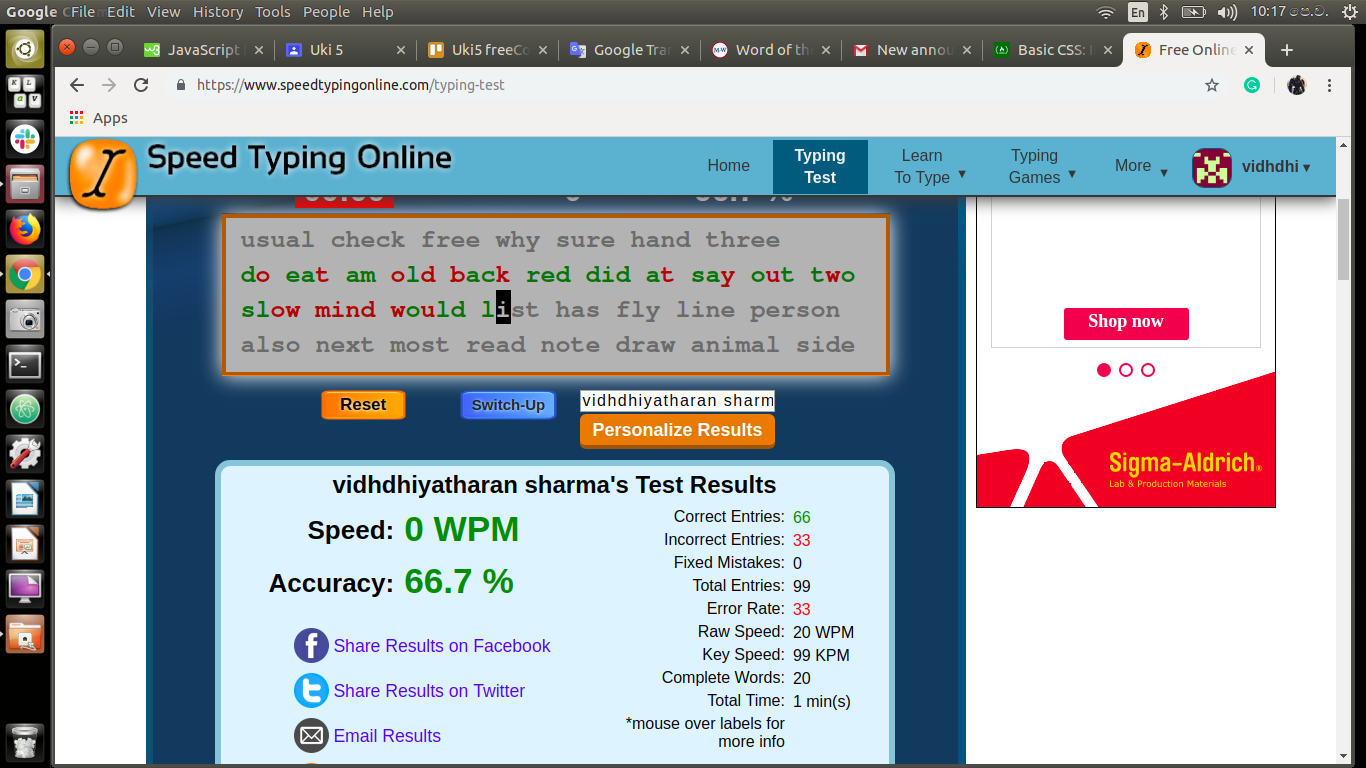 Google C File Edit View History Tools People Help
En 10:17 පෙ.ව.
JavaScript Uki 5 Uki5 freeCo Google Tran Word of th New annou Basic CSS: Free Online
https://www.speedtypingonline.com/typing-test
Apps
Speed Typing Online
Home Typing Test Learn To Type ▼ Typing Games ▼ More ▼ vidhdhi ▾
usual check free why sure hand three
do eat am old back red did at say out two
slow mind would list has fly line person
also next most read note draw animal side
Reset Switch-Up vidhdhiyatharan sharm
Personalize Results
vidhdhiyatharan sharma's Test Results
Speed: 0 WPM
Accuracy: 66.7 %
Share Results on Facebook
Share Results on Twitter
Email Results
Correct Entries: 66
Incorrect Entries: 33
Fixed Mistakes: 0
Total Entries: 99
Error Rate: 33
Raw Speed: 20 WPM
Key Speed: 99 KPM
Complete Words: 20
Total Time: 1 min(s)
*mouse over labels for
more info
Shop now
Sigma-Aldrich®
Lab & Production Materials